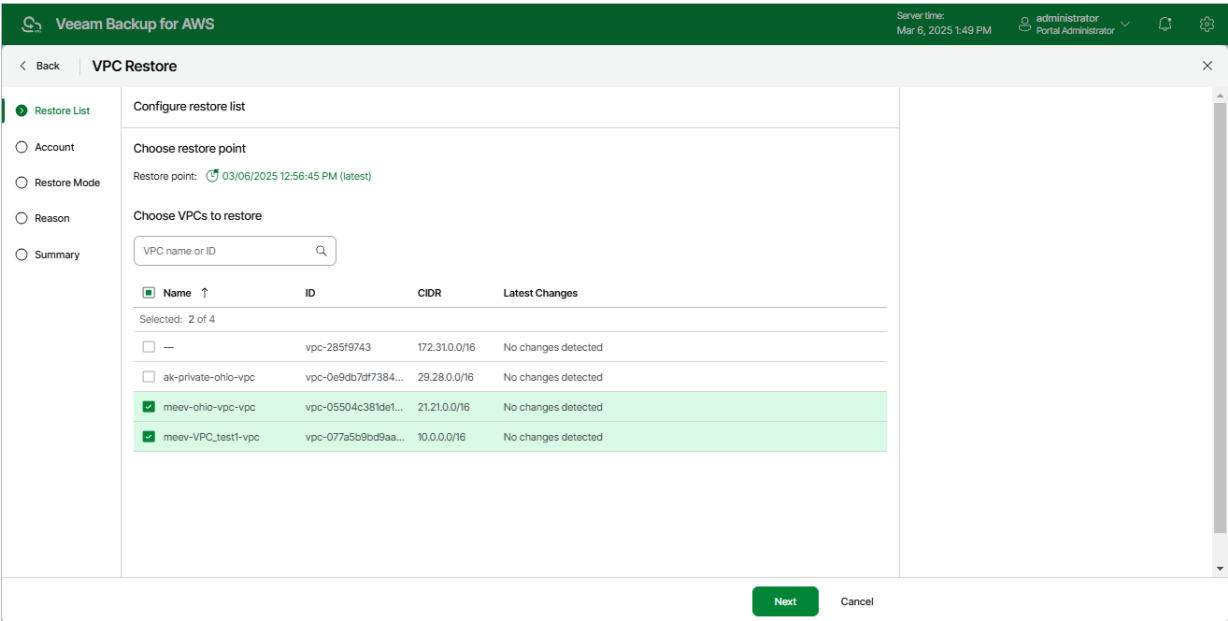 Veeam Backup for AWS
Server time:
Mar 6, 2025 1:49 PM
administrator
Portal Administrator
Back
VPC Restore
Restore List
Account
Restore Mode
Reason
Summary
Configure restore list
Choose restore point
Restore point: 03/06/2025 12:56:45 PM (latest)
Choose VPCs to restore
VPC name or ID
Name ↑ ID CIDR Latest Changes
Selected: 2 of 4
— vpc-285f9743 172.31.0.0/16 No changes detected
ak-private-ohio-vpc vpc-0e9db7df7384... 29.28.0.0/16 No changes detected
meev-ohio-vpc-vpc vpc-05504c381de1... 21.21.0.0/16 No changes detected
meev-VPC_test1-vpc vpc-077a5b9bd9aa... 10.0.0.0/16 No changes detected
Next Cancel